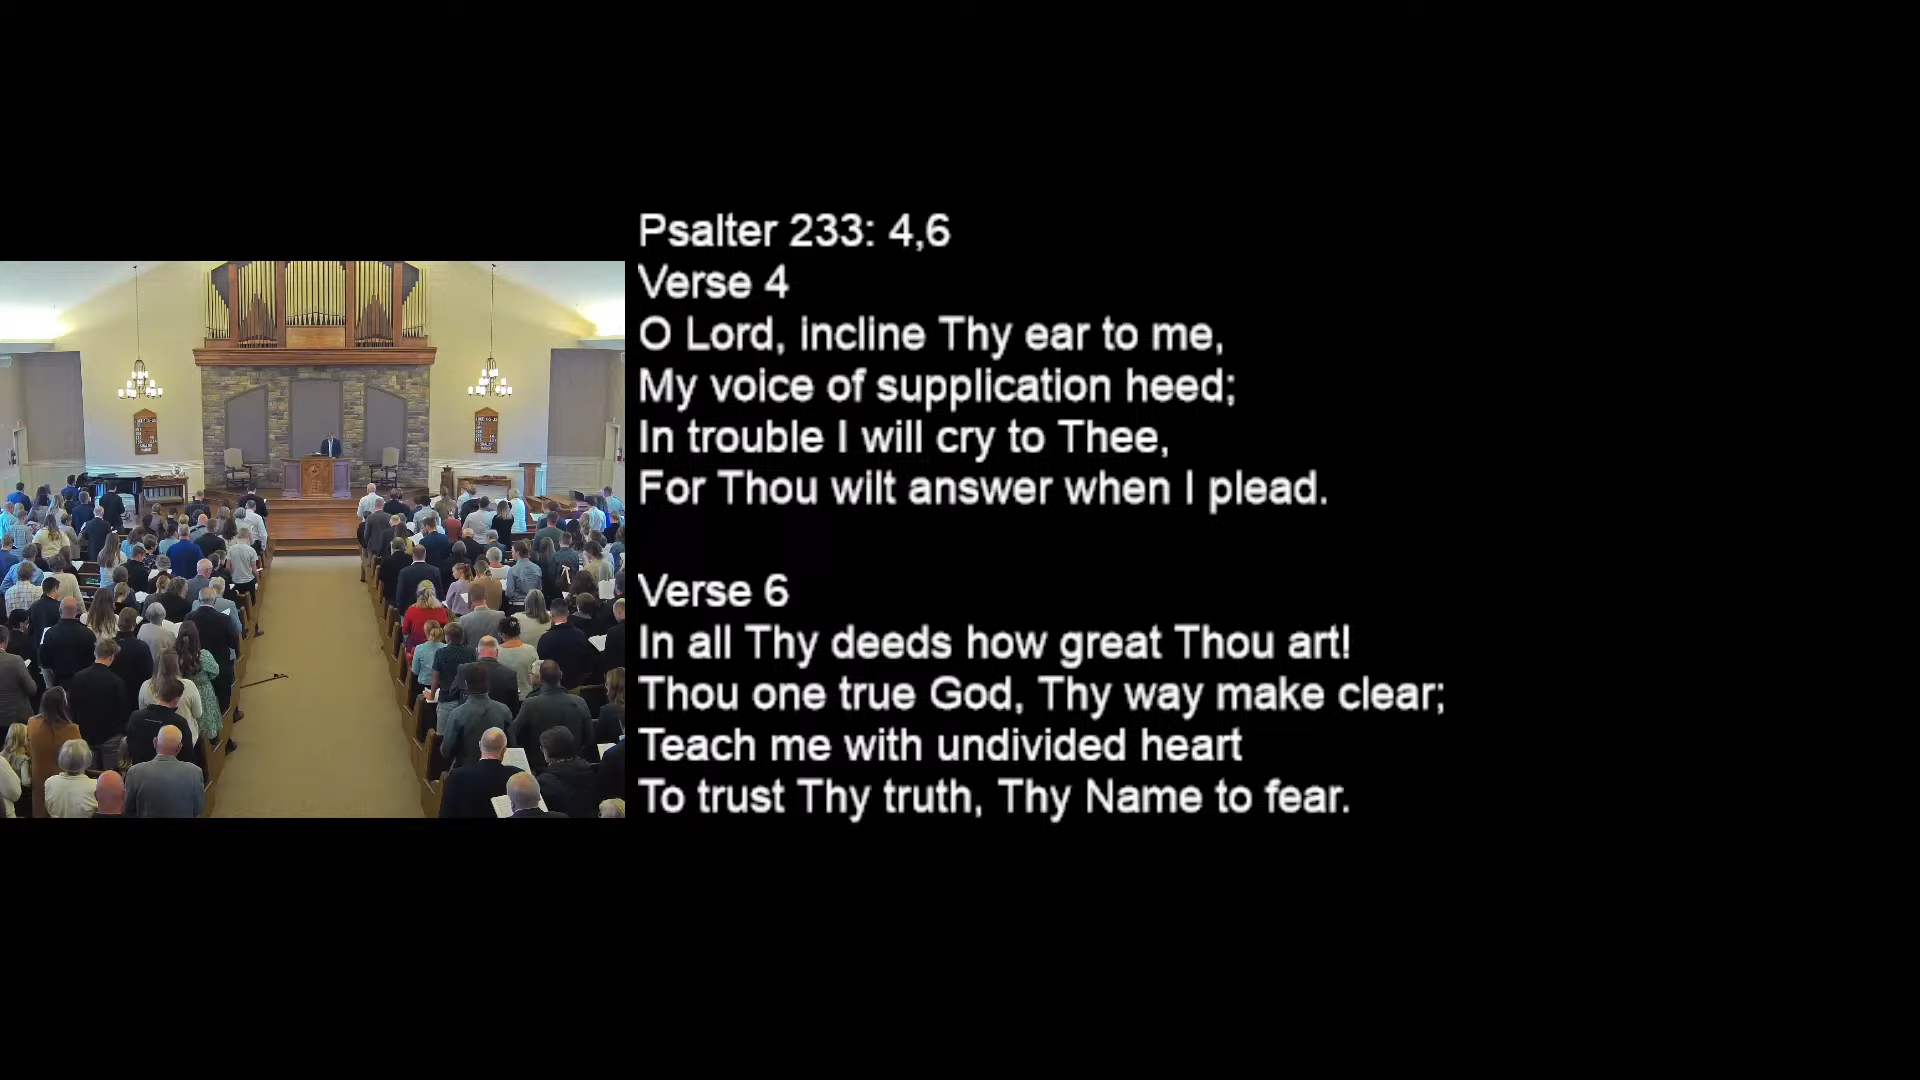 Psalter 233: 4,6
Verse 4
O Lord, incline Thy ear to me,
My voice of supplication heed;
In trouble I will cry to Thee,
For Thou wilt answer when I plead.
Verse 6
In all Thy deeds how great Thou art!
Thou one true God, Thy way make clear;
Teach me with undivided heart
To trust Thy truth, Thy Name to fear.